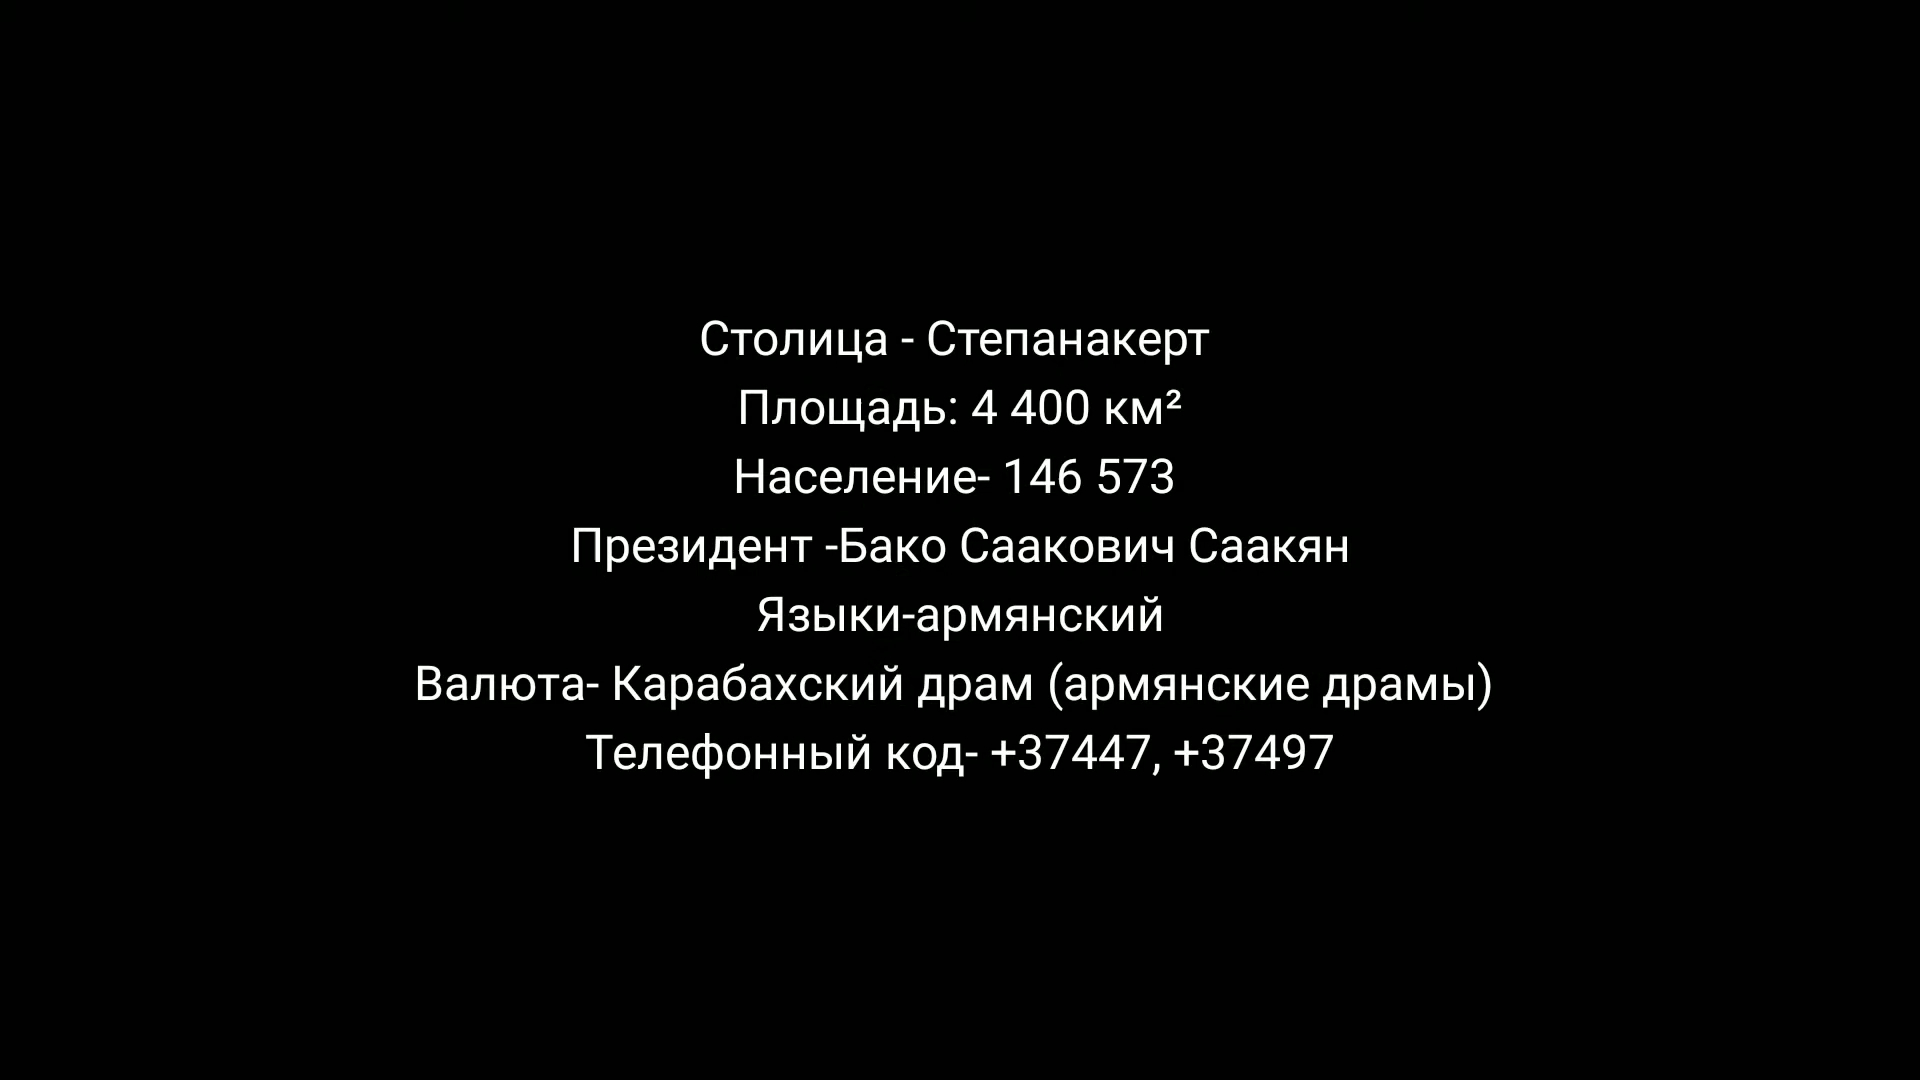 Столица - Степанакерт
Площадь: 4 400 км²
Население- 146 573
Президент -Бако Саакович Саакян
Языки-армянский
Валюта- Карабахский драм (армянские драмы)
Телефонный код- +37447, +37497